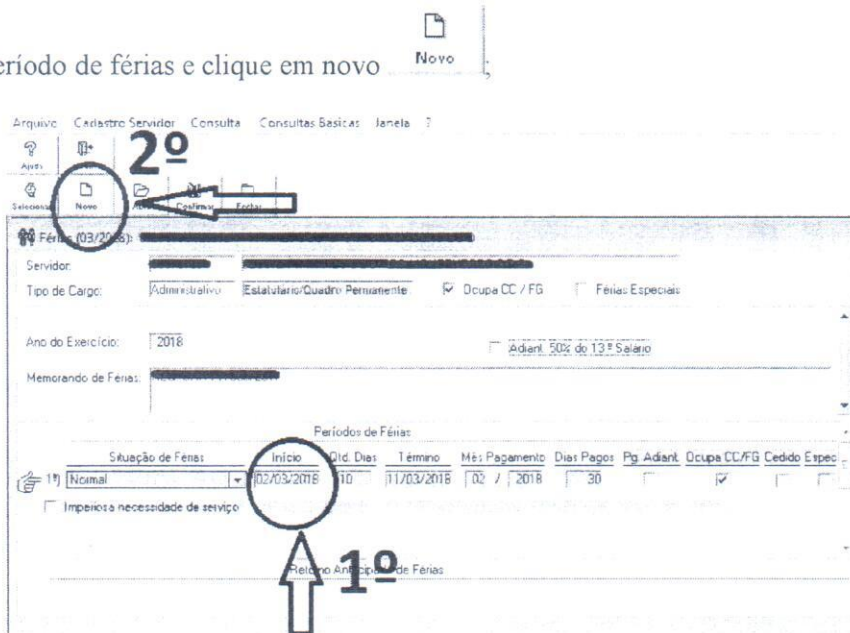 Novo
eríodo de férias e clique em novo ;
Arquivo Cadastro Servidor Consulta Consultas Basicas Janela ?
2º
Ajuda
Selecionar Novo Confirmar Fechar
Férias (03/2018):
Servidor:
Tipo de Cargo: Administrativo Estatutário/Quadro Permanente Ocupa CC / FG Férias Especiais
Ano do Exercício: 2018 Adiant. 50% do 13º Salário
Memorando de Férias:
Períodos de Férias
Situação de Férias Início Qtd. Dias Término Mês Pagamento Dias Pagos Pg. Adiant. Ocupa CC/FG Cedido Espec
1º) Normal 02/03/2018 10 11/03/2018 02 / 2018 30
Imperiosa necessidade de serviço
Retorno Antecipado de Férias
1º